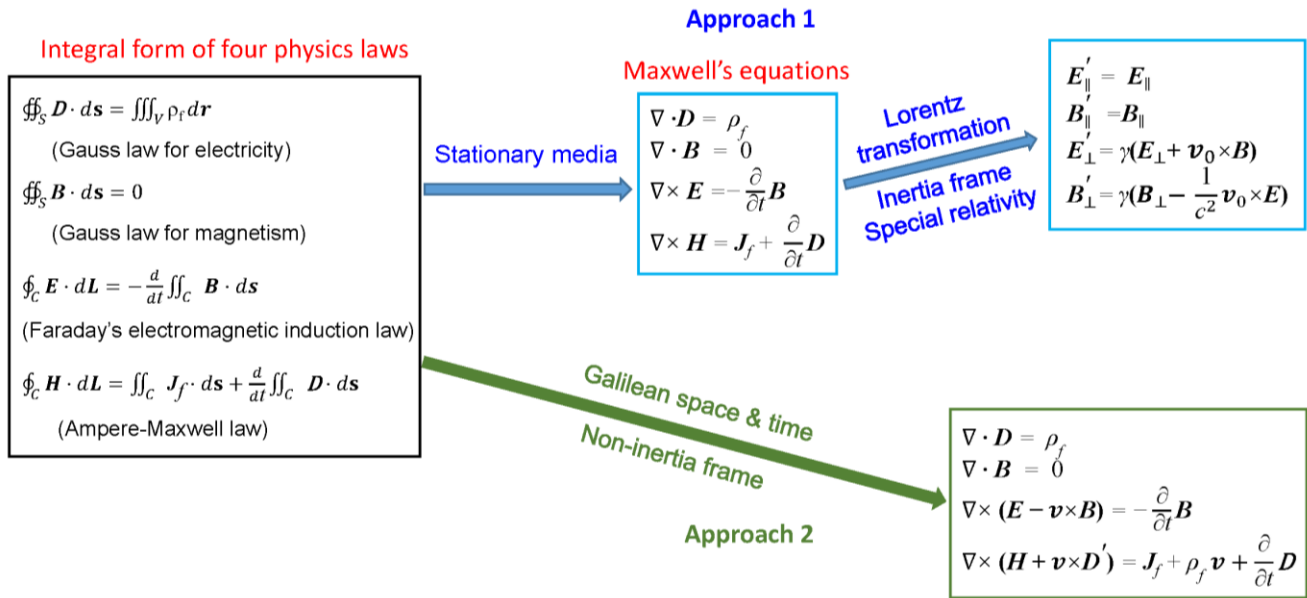 Approach 1
Integral form of four physics laws
∯_S D · ds = ∭_V ρ_f dr
(Gauss law for electricity)
∯_S B · ds = 0
(Gauss law for magnetism)
∮_C E · dL = −d/dt ∬_C B · ds
(Faraday's electromagnetic induction law)
∮_C H · dL = ∬_C J_f · ds + d/dt ∬_C D · ds
(Ampere-Maxwell law)
Stationary media
Maxwell's equations
∇ · D = ρ_f
∇ · B = 0
∇ × E = −∂/∂t B
∇ × H = J_f + ∂/∂t D
Lorentz
transformation
Inertia frame
Special relativity
E′_∥ = E_∥
B′_∥ = B_∥
E′_⊥ = γ(E_⊥ + v_0 × B)
B′_⊥ = γ(B_⊥ − 1/c² v_0 × E)
Galilean space & time
Non-inertia frame
Approach 2
∇ · D = ρ_f
∇ · B = 0
∇ × (E − v × B) = −∂/∂t B
∇ × (H + v × D′) = J_f + ρ_f v + ∂/∂t D